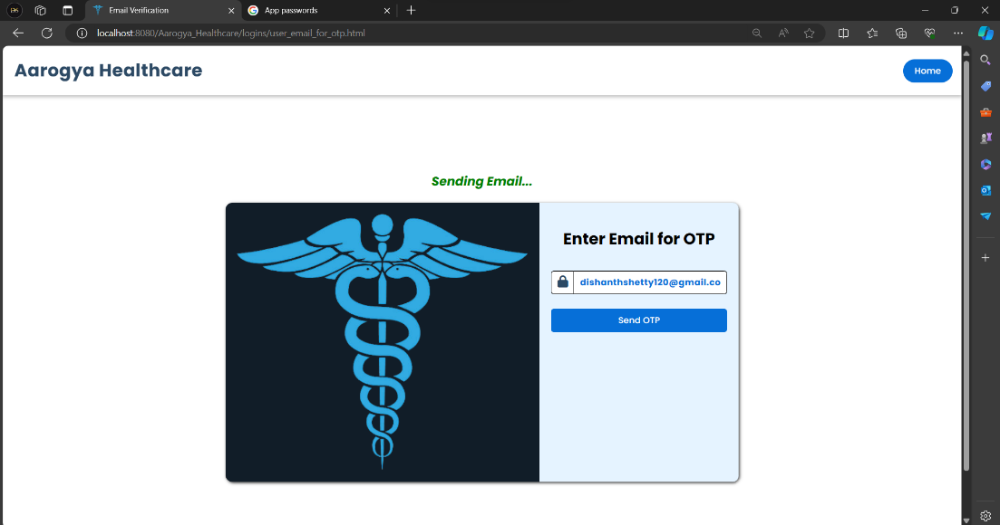 Email Verification
App passwords
localhost:8080/Aarogya_Healthcare/logins/user_email_for_otp.html
Aarogya Healthcare
Home
Sending Email...
Enter Email for OTP
dishanthshetty120@gmail.co
Send OTP